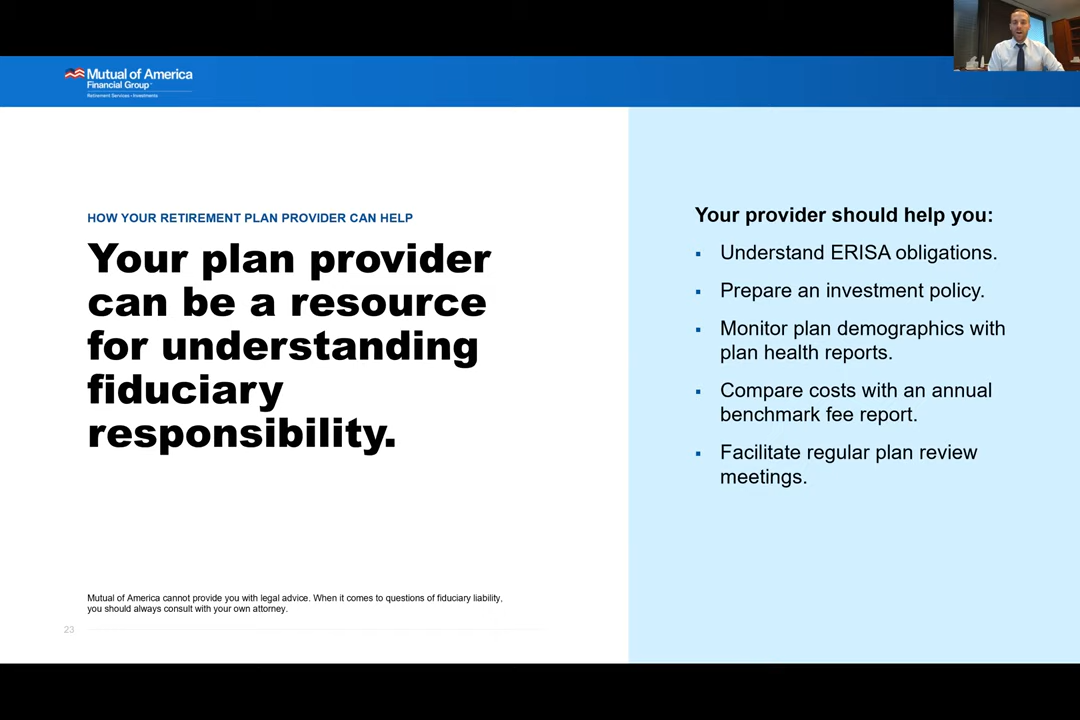 Mutual of America
Financial Group
Retirement Services • Investments
HOW YOUR RETIREMENT PLAN PROVIDER CAN HELP
Your plan provider
can be a resource
for understanding
fiduciary
responsibility.
Mutual of America cannot provide you with legal advice. When it comes to questions of fiduciary liability,
you should always consult with your own attorney.
23
Your provider should help you:
▪ Understand ERISA obligations.
▪ Prepare an investment policy.
▪ Monitor plan demographics with
plan health reports.
▪ Compare costs with an annual
benchmark fee report.
▪ Facilitate regular plan review
meetings.